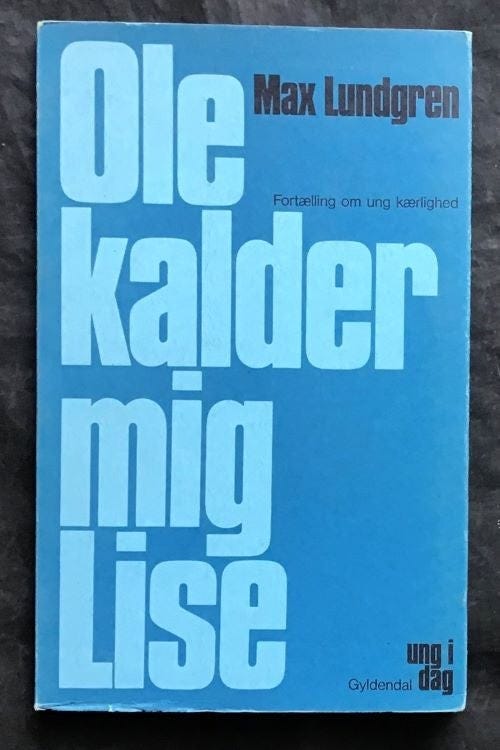 Ole
Max Lundgren
Fortælling om ung kærlighed
kalder
mig
Lise
ung i
dag
Gyldendal